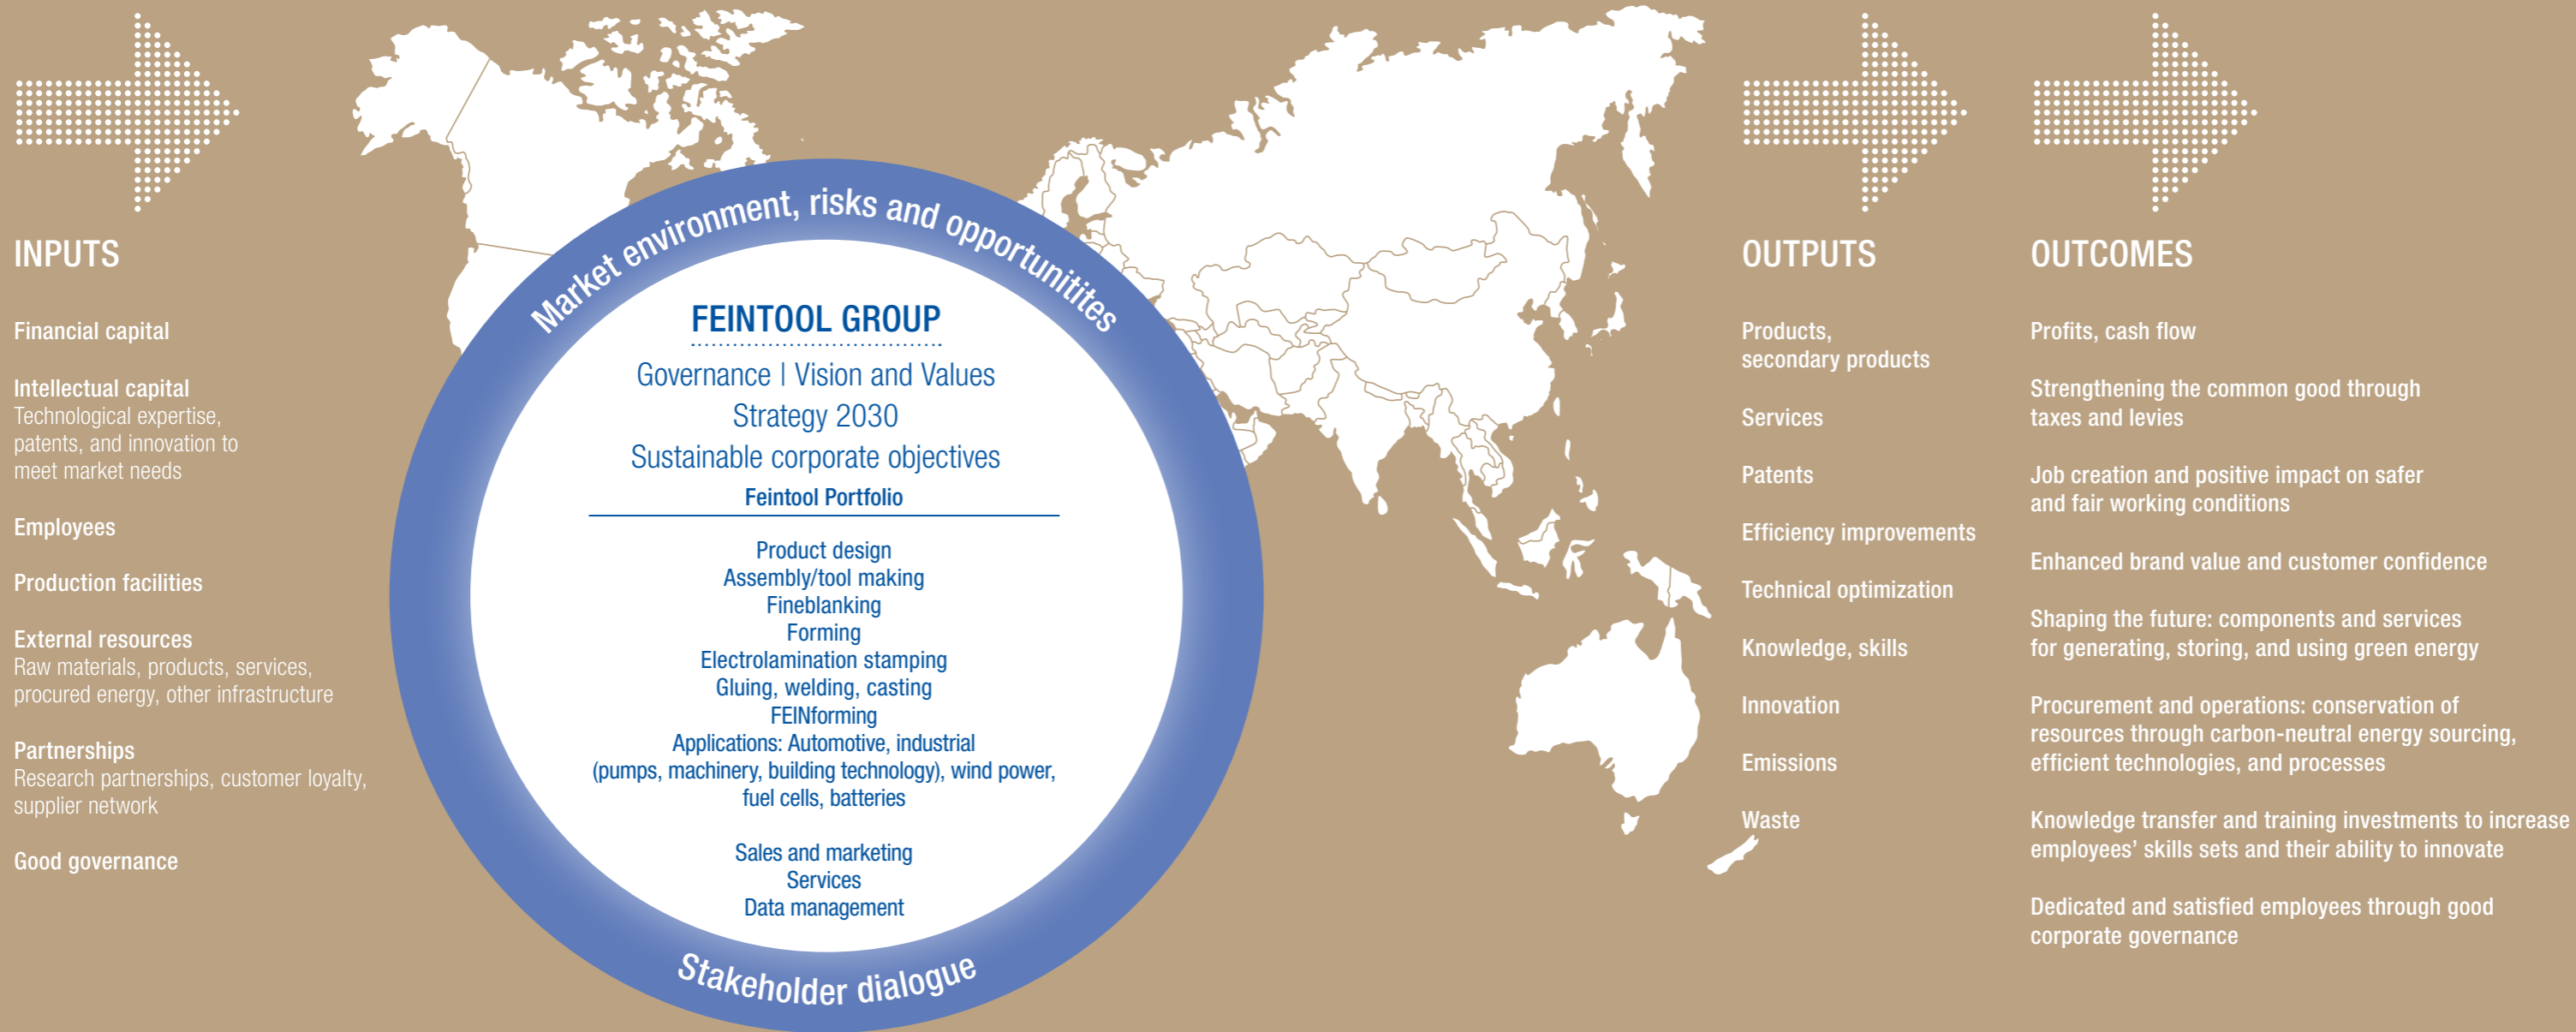 INPUTS
Financial capital
Intellectual capital
Technological expertise,
patents, and innovation to
meet market needs
Employees
Production facilities
External resources
Raw materials, products, services,
procured energy, other infrastructure
Partnerships
Research partnerships, customer loyalty,
supplier network
Good governance
Market environment, risks and opportunitites
FEINTOOL GROUP
Governance | Vision and Values
Strategy 2030
Sustainable corporate objectives
Feintool Portfolio
Product design
Assembly/tool making
Fineblanking
Forming
Electrolamination stamping
Gluing, welding, casting
FEINforming
Applications: Automotive, industrial
(pumps, machinery, building technology), wind power,
fuel cells, batteries
Sales and marketing
Services
Data management
Stakeholder dialogue
OUTPUTS
Products,
secondary products
Services
Patents
Efficiency improvements
Technical optimization
Knowledge, skills
Innovation
Emissions
Waste
OUTCOMES
Profits, cash flow
Strengthening the common good through
taxes and levies
Job creation and positive impact on safer
and fair working conditions
Enhanced brand value and customer confidence
Shaping the future: components and services
for generating, storing, and using green energy
Procurement and operations: conservation of
resources through carbon-neutral energy sourcing,
efficient technologies, and processes
Knowledge transfer and training investments to increase
employees’ skills sets and their ability to innovate
Dedicated and satisfied employees through good
corporate governance